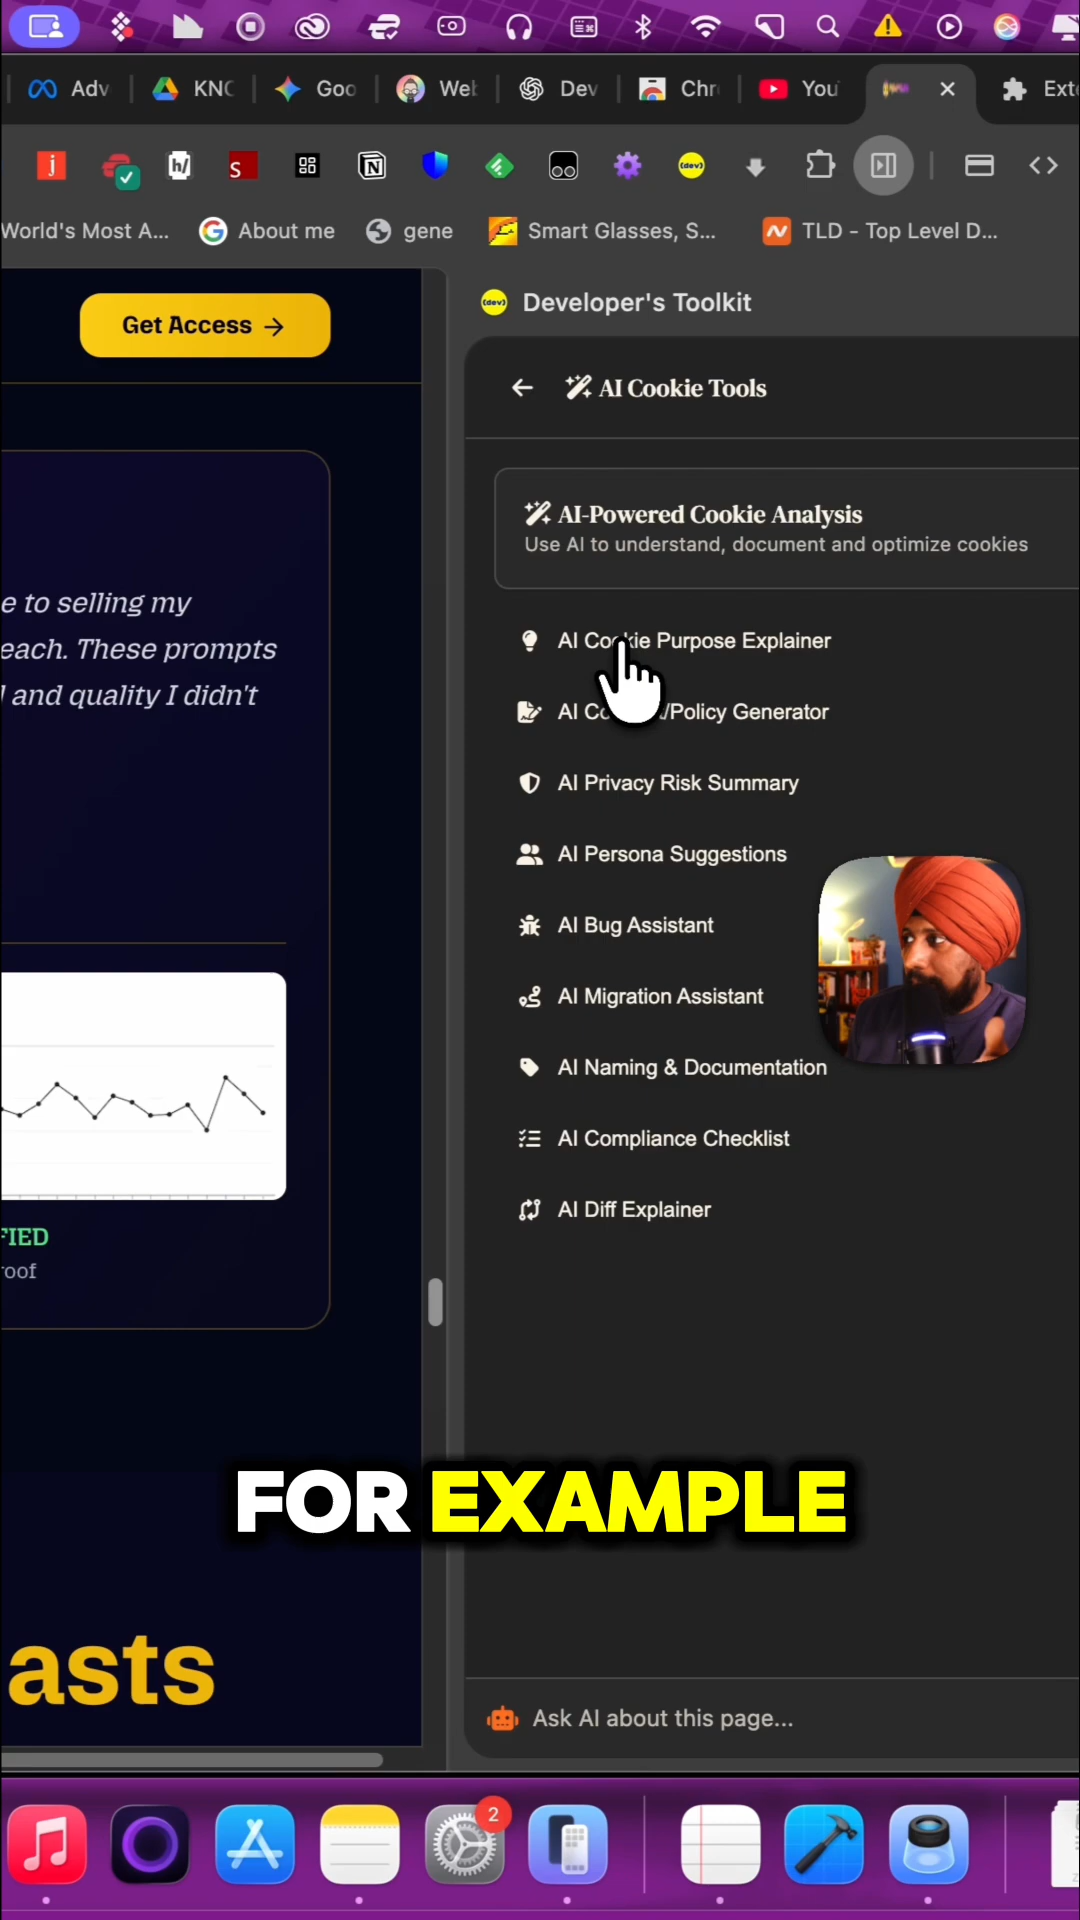 Adv
KNC
Goo
Web
Dev
Chr
You
Ext
World's Most A...
About me
gene
Smart Glasses, S...
TLD - Top Level D...
Get Access →
Developer's Toolkit
AI Cookie Tools
AI-Powered Cookie Analysis
Use AI to understand, document and optimize cookies
e to selling my
each. These prompts
and quality I didn't
AI Cookie Purpose Explainer
AI /Policy Generator
AI Privacy Risk Summary
AI Persona Suggestions
AI Bug Assistant
AI Migration Assistant
AI Naming & Documentation
AI Compliance Checklist
AI Diff Explainer
FIED
roof
FOR EXAMPLE
asts
Ask AI about this page...
2